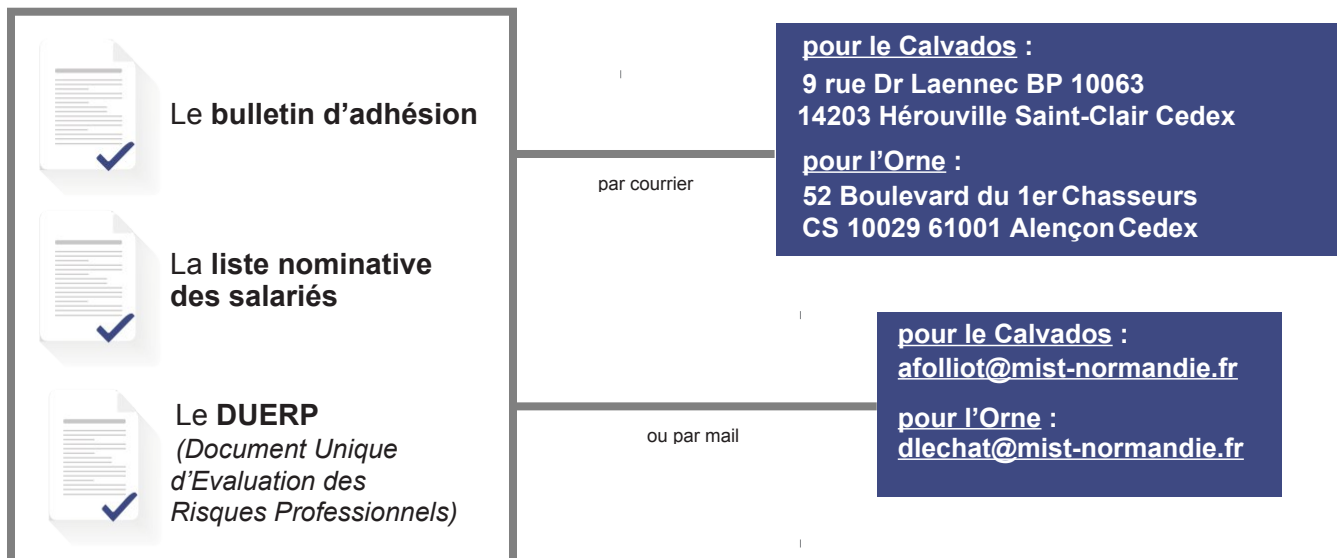 Le bulletin d’adhésion
La liste nominative
des salariés
Le DUERP
(Document Unique
d’Evaluation des
Risques Professionnels)
par courrier
pour le Calvados :
9 rue Dr Laennec BP 10063
14203 Hérouville Saint-Clair Cedex
pour l’Orne :
52 Boulevard du 1er Chasseurs
CS 10029 61001 Alençon Cedex
ou par mail
pour le Calvados :
afolliot@mist-normandie.fr
pour l’Orne :
dlechat@mist-normandie.fr